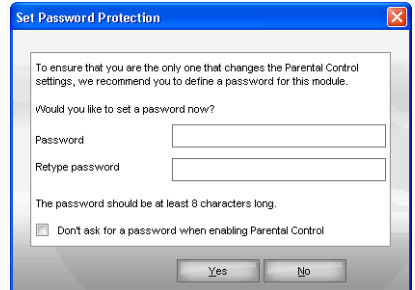 Set Password Protection
To ensure that you are the only one that changes the Parental Control
settings, we recommend you to define a password for this module.
Would you like to set a pasword now?
Password
Retype password
The password should be at least 8 characters long.
Don't ask for a password when enabling Parental Control
Yes
No